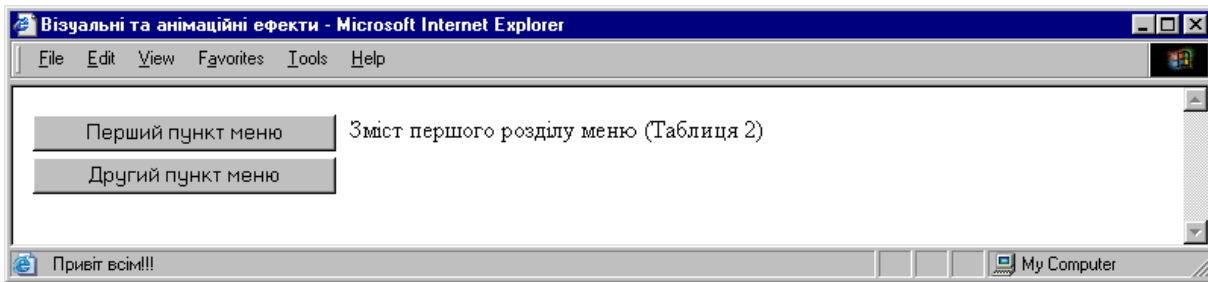 Візуальні та анімаційні ефекти - Microsoft Internet Explorer
File Edit View Favorites Tools Help
Перший пункт меню Зміст першого розділу меню (Таблиця 2)
Другий пункт меню
Привіт всім!!! My Computer